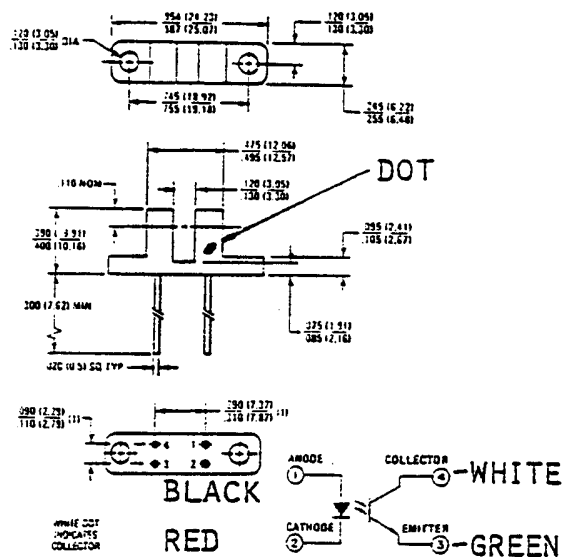 .954 (24.23)
.987 (25.07)
.120 (3.05)
.130 (3.30) DIA
.120 (3.05)
.130 (3.30)
.745 (18.92)
.755 (19.18)
.245 (6.22)
.255 (6.48)
.475 (12.06)
.495 (12.57)
.110 NOM
.120 (3.05)
.130 (3.30)
DOT
.390 (9.91)
.400 (10.16)
.095 (2.41)
.105 (2.67)
.300 (7.62) MIN
.075 (1.91)
.085 (2.16)
.020 (0.5) SQ TYP
.090 (2.29)
.110 (2.79) (1)
.290 (7.37)
.310 (7.87) (1)
4 1
3 2
BLACK
WHITE DOT
INDICATES
COLLECTOR
RED
ANODE
COLLECTOR
1
4
WHITE
CATHODE
EMITTER
2
3
GREEN